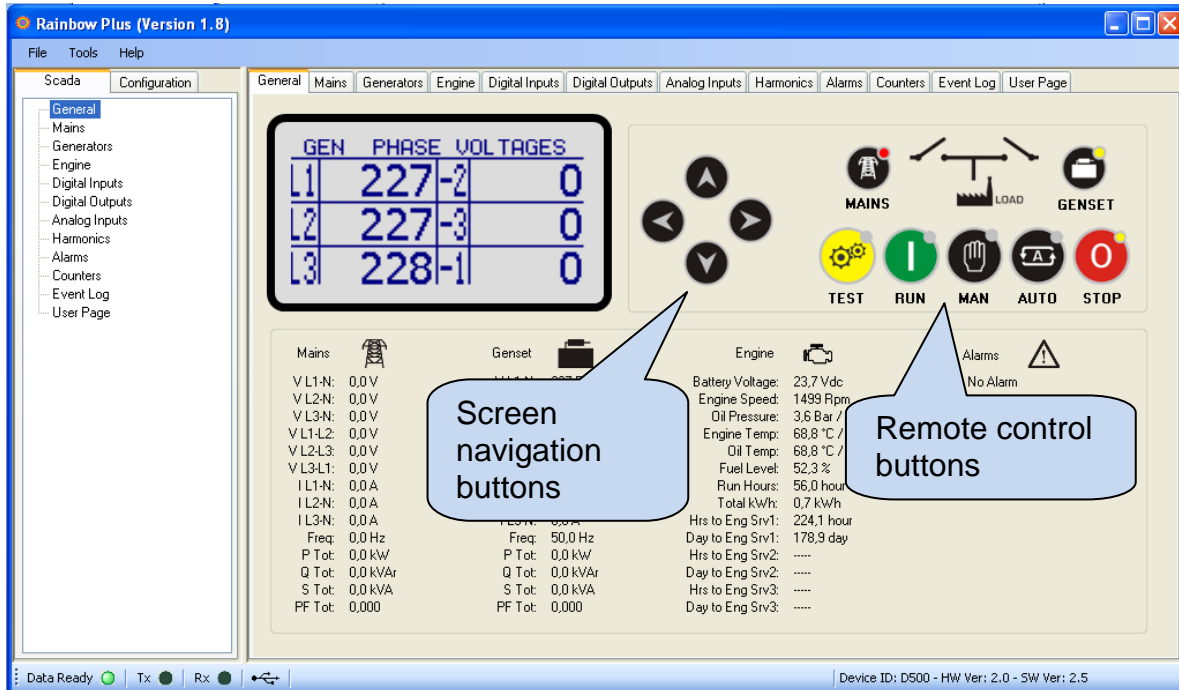 Rainbow Plus (Version 1.8)
File Tools Help
Scada Configuration
General
Mains
Generators
Engine
Digital Inputs
Digital Outputs
Analog Inputs
Harmonics
Alarms
Counters
Event Log
User Page
General Mains Generators Engine Digital Inputs Digital Outputs Analog Inputs Harmonics Alarms Counters Event Log User Page
GEN PHASE VOLTAGES
L1 227 -2 0
L2 227 -3 0
L3 228 -1 0
MAINS LOAD GENSET
TEST RUN MAN AUTO STOP
Screen
navigation
buttons
Remote control
buttons
Mains
V L1-N: 0,0 V
V L2-N: 0,0 V
V L3-N: 0,0 V
V L1-L2: 0,0 V
V L2-L3: 0,0 V
V L3-L1: 0,0 V
I L1-N: 0,0 A
I L2-N: 0,0 A
I L3-N: 0,0 A
Freq: 0,0 Hz
P Tot: 0,0 kW
Q Tot: 0,0 kVAr
S Tot: 0,0 kVA
PF Tot: 0,000
Genset
Freq: 50,0 Hz
P Tot: 0,0 kW
Q Tot: 0,0 kVAr
S Tot: 0,0 kVA
PF Tot: 0,000
Engine
Battery Voltage: 23,7 Vdc
Engine Speed: 1499 Rpm
Oil Pressure: 3,6 Bar /
Engine Temp: 68,8 °C /
Oil Temp: 68,8 °C /
Fuel Level: 52,3 %
Run Hours: 56,0 hour
Total kWh: 0,7 kWh
Hrs to Eng Srv1: 224,1 hour
Day to Eng Srv1: 178,9 day
Hrs to Eng Srv2: -----
Day to Eng Srv2: -----
Hrs to Eng Srv3: -----
Day to Eng Srv3: -----
Alarms
No Alarm
Data Ready Tx Rx
Device ID: D500 - HW Ver: 2.0 - SW Ver: 2.5